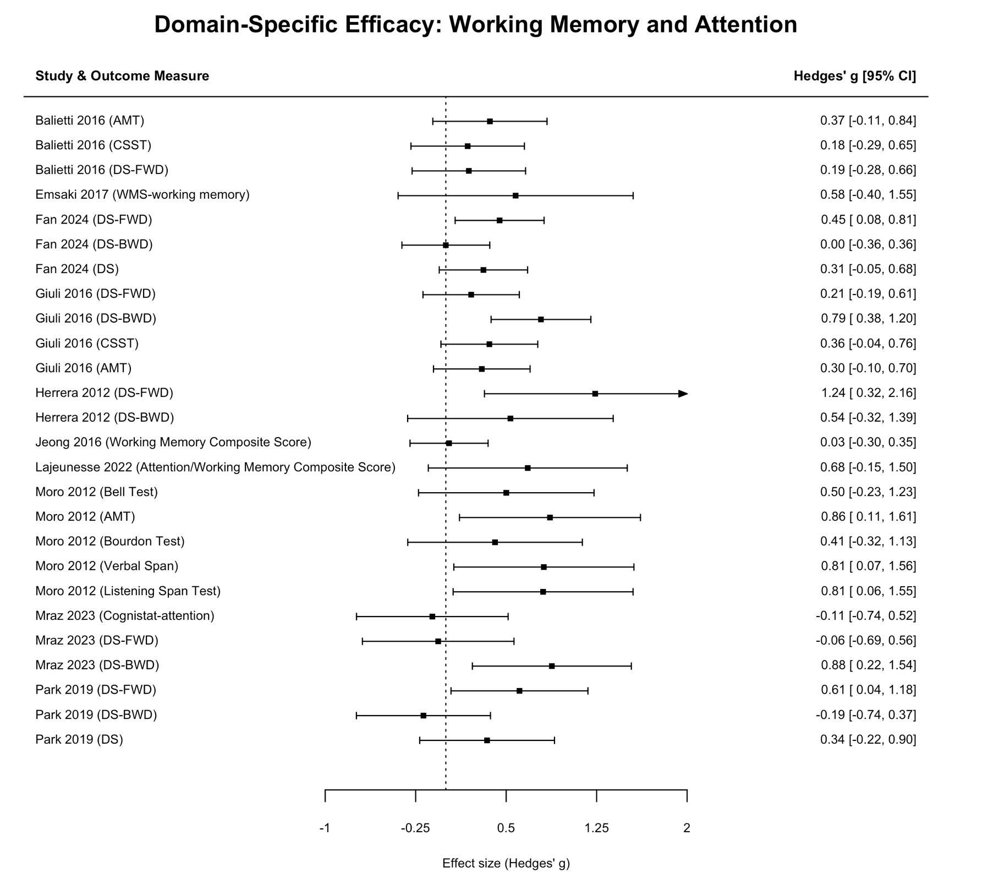 Domain-Specific Efficacy: Working Memory and Attention
Study & Outcome Measure Hedges' g [95% CI]
Balietti 2016 (AMT) 0.37 [-0.11, 0.84]
Balietti 2016 (CSST) 0.18 [-0.29, 0.65]
Balietti 2016 (DS-FWD) 0.19 [-0.28, 0.66]
Emsaki 2017 (WMS-working memory) 0.58 [-0.40, 1.55]
Fan 2024 (DS-FWD) 0.45 [ 0.08, 0.81]
Fan 2024 (DS-BWD) 0.00 [-0.36, 0.36]
Fan 2024 (DS) 0.31 [-0.05, 0.68]
Giuli 2016 (DS-FWD) 0.21 [-0.19, 0.61]
Giuli 2016 (DS-BWD) 0.79 [ 0.38, 1.20]
Giuli 2016 (CSST) 0.36 [-0.04, 0.76]
Giuli 2016 (AMT) 0.30 [-0.10, 0.70]
Herrera 2012 (DS-FWD) 1.24 [ 0.32, 2.16]
Herrera 2012 (DS-BWD) 0.54 [-0.32, 1.39]
Jeong 2016 (Working Memory Composite Score) 0.03 [-0.30, 0.35]
Lajeunesse 2022 (Attention/Working Memory Composite Score) 0.68 [-0.15, 1.50]
Moro 2012 (Bell Test) 0.50 [-0.23, 1.23]
Moro 2012 (AMT) 0.86 [ 0.11, 1.61]
Moro 2012 (Bourdon Test) 0.41 [-0.32, 1.13]
Moro 2012 (Verbal Span) 0.81 [ 0.07, 1.56]
Moro 2012 (Listening Span Test) 0.81 [ 0.06, 1.55]
Mraz 2023 (Cognistat-attention) -0.11 [-0.74, 0.52]
Mraz 2023 (DS-FWD) -0.06 [-0.69, 0.56]
Mraz 2023 (DS-BWD) 0.88 [ 0.22, 1.54]
Park 2019 (DS-FWD) 0.61 [ 0.04, 1.18]
Park 2019 (DS-BWD) -0.19 [-0.74, 0.37]
Park 2019 (DS) 0.34 [-0.22, 0.90]
-1 -0.25 0.5 1.25 2
Effect size (Hedges' g)